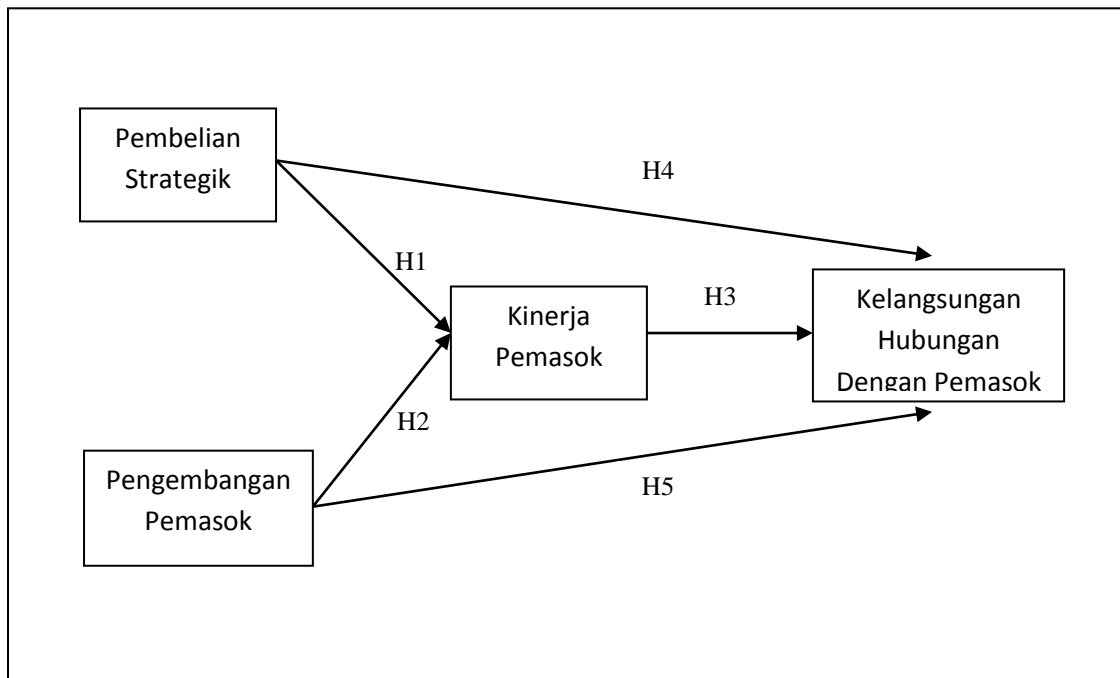 Pembelian
Strategik
H4
H1
H3
Kinerja
Pemasok
Kelangsungan
Hubungan
Dengan Pemasok
H2
Pengembangan
Pemasok
H5